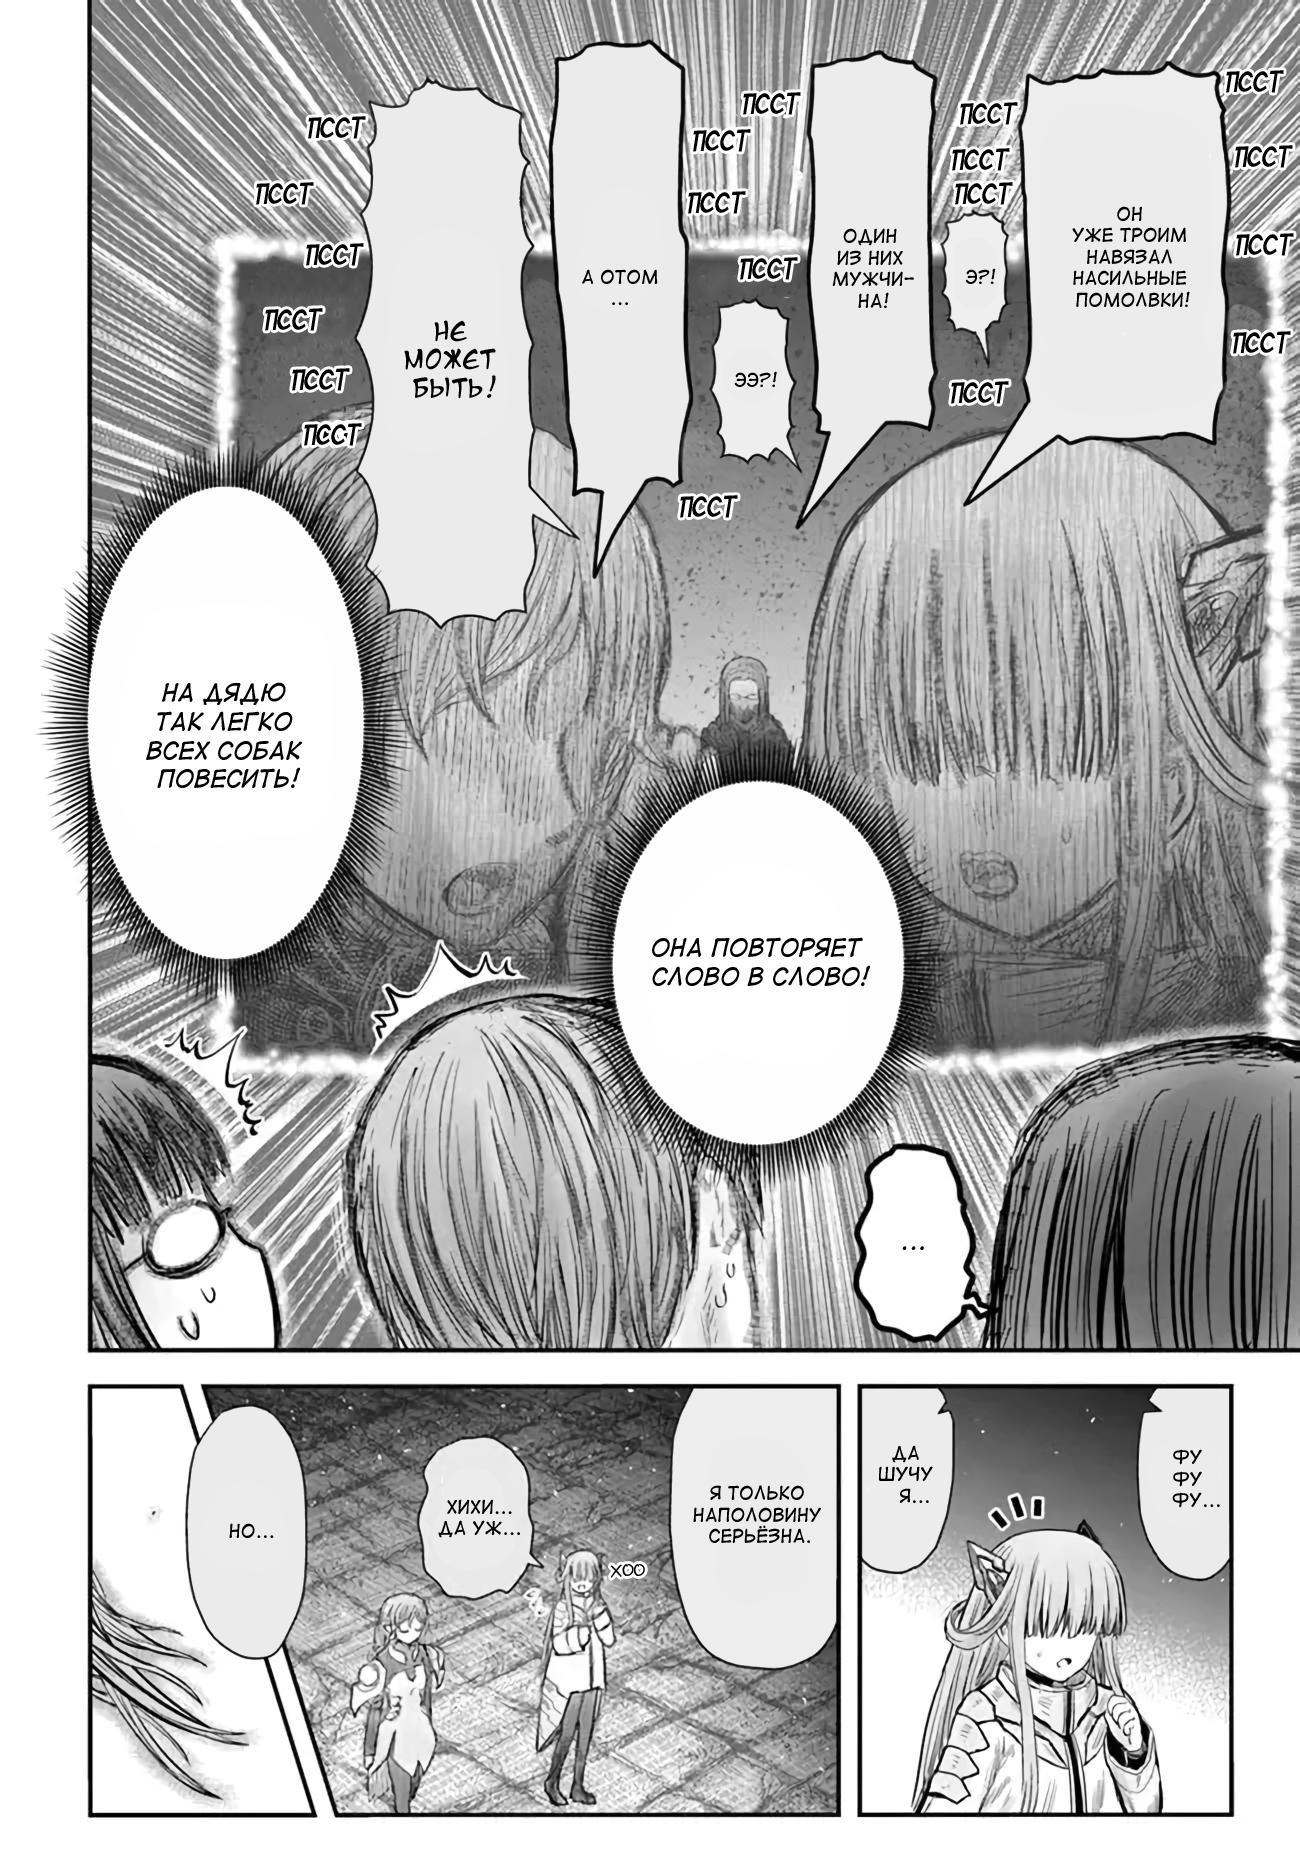 ОН
УЖЕ ТРОИМ
НАВЯЗАЛ
НАСИЛЬНЫЕ
ПОМОЛВКИ!
ПССТ
ПССТ
ПССТ
ПССТ
Э?!
ПССТ
ПССТ
ПССТ
ПССТ
ОДИН
ИЗ НИХ
МУЖЧИ-
НА!
ЭЭ?!
ПССТ
ПССТ
ПССТ
ПССТ
ПССТ
А ОТОМ
...
НЕ
МОЖЕТ
БЫТЬ!
ПССТ
ПССТ
ПССТ
ПССТ
ПССТ
ПССТ
ОНА ПОВТОРЯЕТ
СЛОВО В СЛОВО!
НА ДЯДЮ
ТАК ЛЕГКО
ВСЕХ СОБАК
ПОВЕСИТЬ!
...
ФУ
ФУ
ФУ...
ДА
ШУЧУ
Я...
Я ТОЛЬКО
НАПОЛОВИНУ
СЕРЬЁЗНА.
ХОО
ХИХИ...
ДА УЖ...
НО...